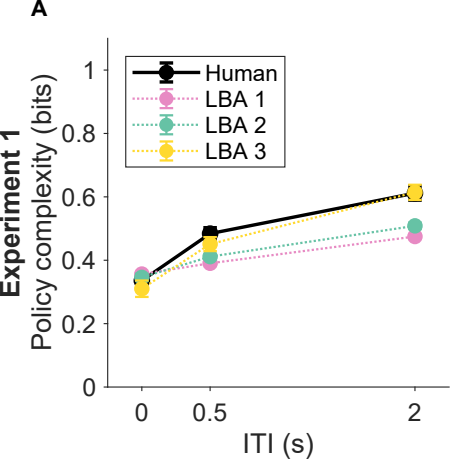 A
Experiment 1
Policy complexity (bits)
1
0.8
0.6
0.4
0.2
0
Human
LBA 1
LBA 2
LBA 3
0 0.5 2
ITI (s)